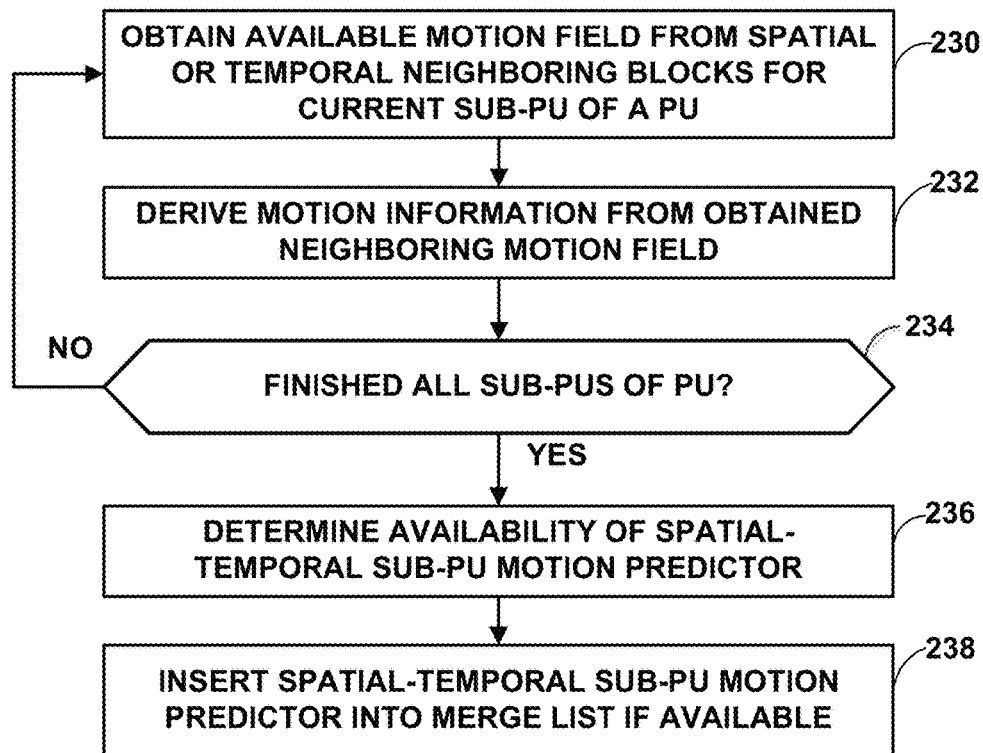 OBTAIN AVAILABLE MOTION FIELD FROM SPATIAL
OR TEMPORAL NEIGHBORING BLOCKS FOR
CURRENT SUB-PU OF A PU
230
DERIVE MOTION INFORMATION FROM OBTAINED
NEIGHBORING MOTION FIELD
232
FINISHED ALL SUB-PUS OF PU?
234
NO
YES
DETERMINE AVAILABILITY OF SPATIAL-
TEMPORAL SUB-PU MOTION PREDICTOR
236
INSERT SPATIAL-TEMPORAL SUB-PU MOTION
PREDICTOR INTO MERGE LIST IF AVAILABLE
238